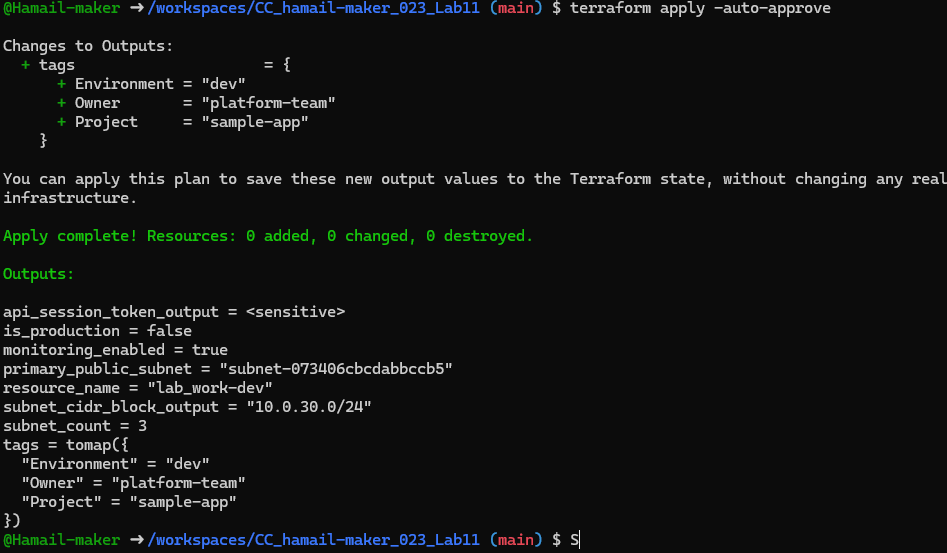 @Hamail-maker ➜/workspaces/CC_hamail-maker_023_Lab11 (main) $ terraform apply -auto-approve

Changes to Outputs:
  + tags                     = {
      + Environment = "dev"
      + Owner       = "platform-team"
      + Project     = "sample-app"
    }

You can apply this plan to save these new output values to the Terraform state, without changing any real
infrastructure.

Apply complete! Resources: 0 added, 0 changed, 0 destroyed.

Outputs:

api_session_token_output = <sensitive>
is_production = false
monitoring_enabled = true
primary_public_subnet = "subnet-073406cbcdabbccb5"
resource_name = "lab_work-dev"
subnet_cidr_block_output = "10.0.30.0/24"
subnet_count = 3
tags = tomap({
  "Environment" = "dev"
  "Owner" = "platform-team"
  "Project" = "sample-app"
})
@Hamail-maker ➜/workspaces/CC_hamail-maker_023_Lab11 (main) $ S